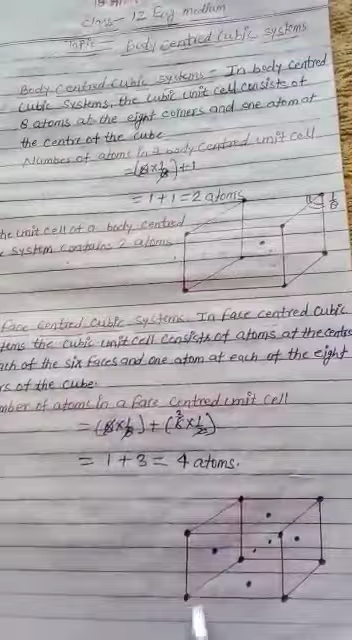 Class - 12 Eng medium
Topic - body centred cubic systems
Body Centred Cubic systems - In body centred
Cubic Systems, the cubic unit cell consists of
8 atoms at the eight corners and one atom at
the centre of the cube
Number of atoms in a body centred unit cell
= (8 x 1/8) + 1
= 1 + 1 = 2 atoms
the unit cell of a body centred
system contains 2 atoms
1/8
face centred cubic systems. In face centred cubic
tems the cubic unit cell consists of atoms at the centre
ach of the six faces and one atom at each of the eight
rs of the cube.
mber of atoms in a face centred unit cell
= (8 x 1/8) + (6 x 1/2) 3
= 1 + 3 = 4 atoms.